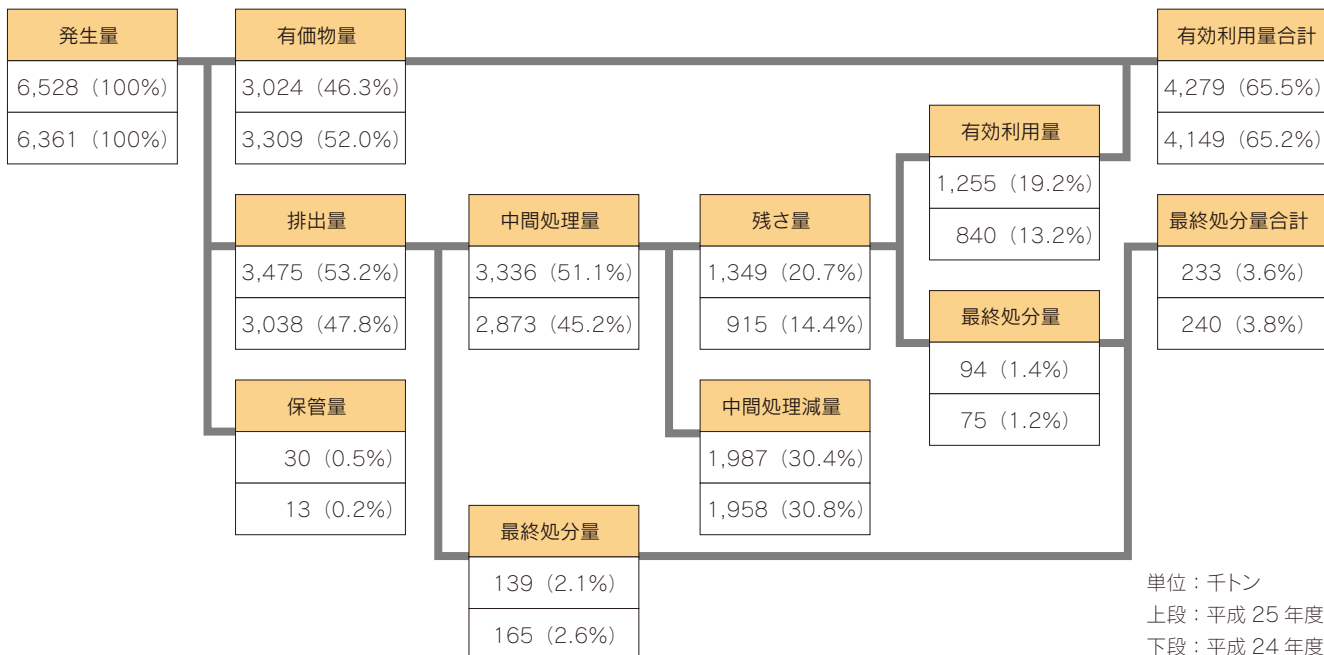 発生量
6,528（100%）
6,361（100%）
有価物量
3,024（46.3%）
3,309（52.0%）
有効利用量合計
4,279（65.5%）
4,149（65.2%）
有効利用量
1,255（19.2%）
840（13.2%）
排出量
3,475（53.2%）
3,038（47.8%）
中間処理量
3,336（51.1%）
2,873（45.2%）
残さ量
1,349（20.7%）
915（14.4%）
最終処分量合計
233（3.6%）
240（3.8%）
最終処分量
94（1.4%）
75（1.2%）
保管量
30（0.5%）
13（0.2%）
中間処理減量
1,987（30.4%）
1,958（30.8%）
最終処分量
139（2.1%）
165（2.6%）
単位：千トン
上段：平成 25 年度
下段：平成 24 年度